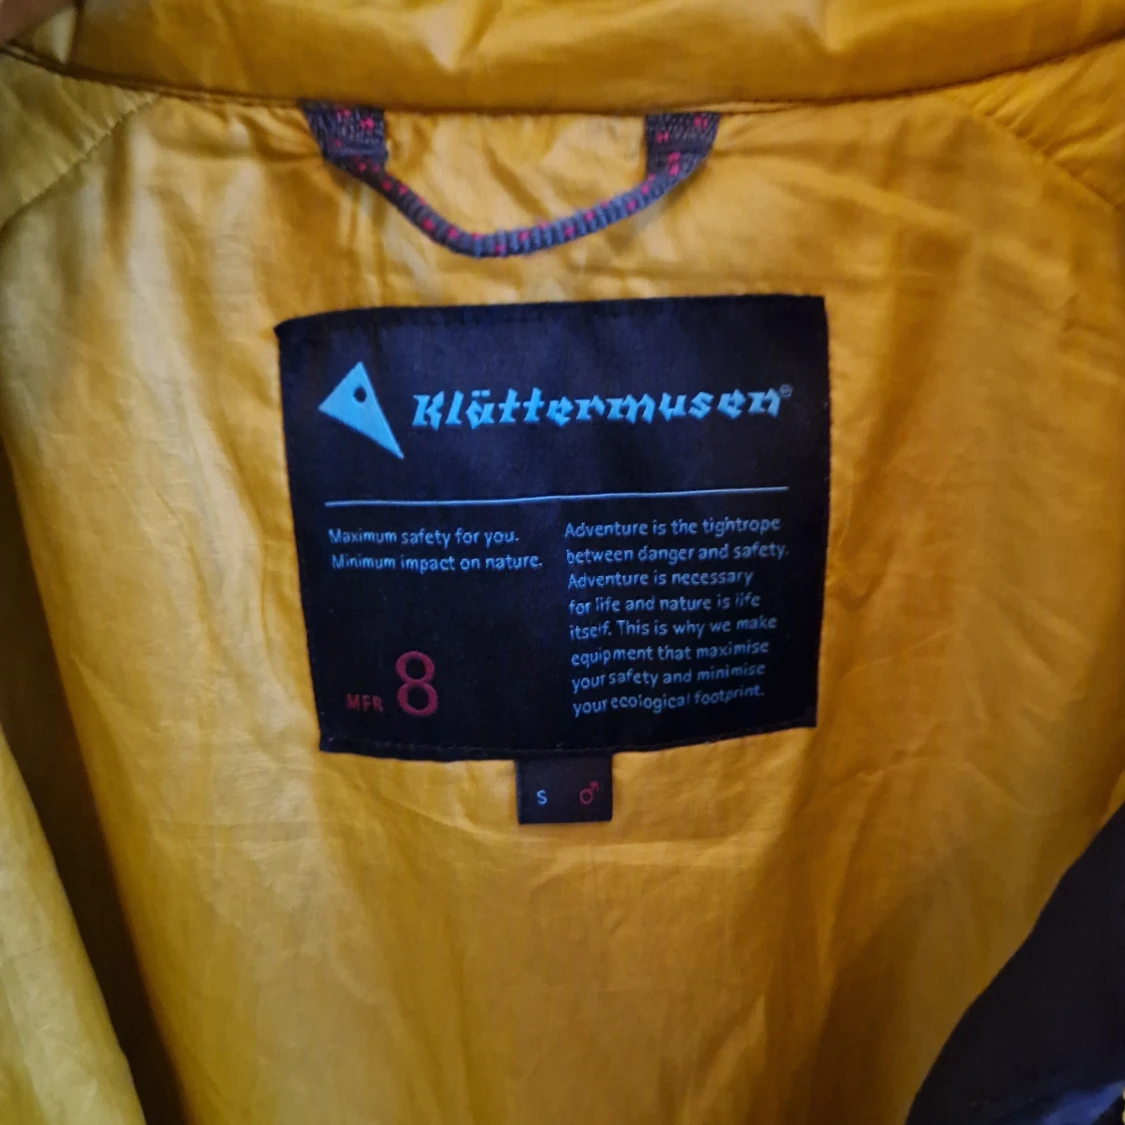 Klättermusen®
Maximum safety for you.
Minimum impact on nature.
Adventure is the tightrope
between danger and safety.
Adventure is necessary
for life and nature is life
itself. This is why we make
equipment that maximise
your safety and minimise
your ecological footprint.
MFR 8
S ♂